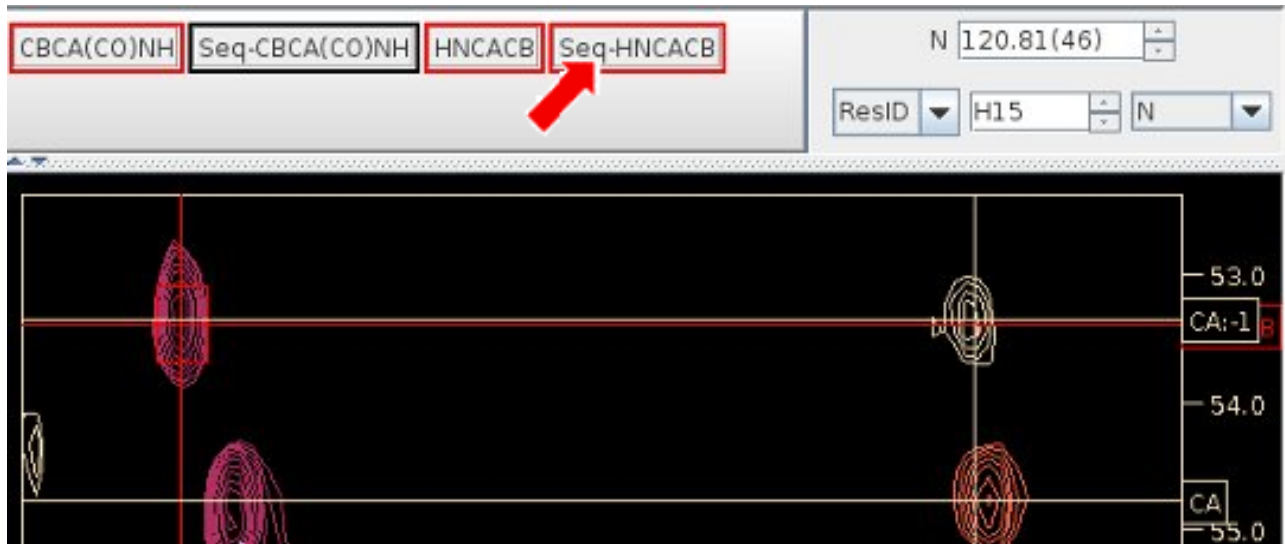 CBCA(CO)NH Seq-CBCA(CO)NH HNCACB Seq-HNCACB
N 120.81(46)
ResID H15 N
53.0
CA:-1 B
54.0
CA
55.0